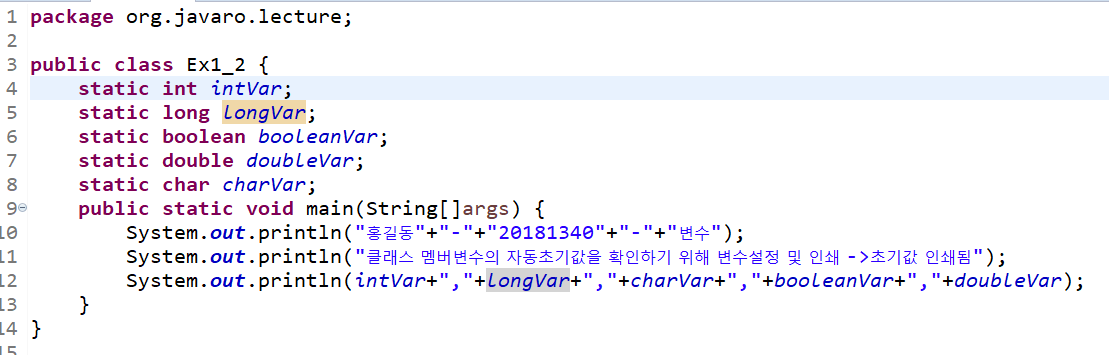 1 package org.javaro.lecture;
2
3 public class Ex1_2 {
4 static int intVar;
5 static long longVar;
6 static boolean booleanVar;
7 static double doubleVar;
8 static char charVar;
9 public static void main(String[]args) {
10 System.out.println("홍길동"+"-"+"20181340"+"-"+"변수");
11 System.out.println("클래스 멤버변수의 자동초기값을 확인하기 위해 변수설정 및 인쇄 ->초기값 인쇄됨");
12 System.out.println(intVar+","+longVar+","+charVar+","+booleanVar+","+doubleVar);
13 }
14 }
15